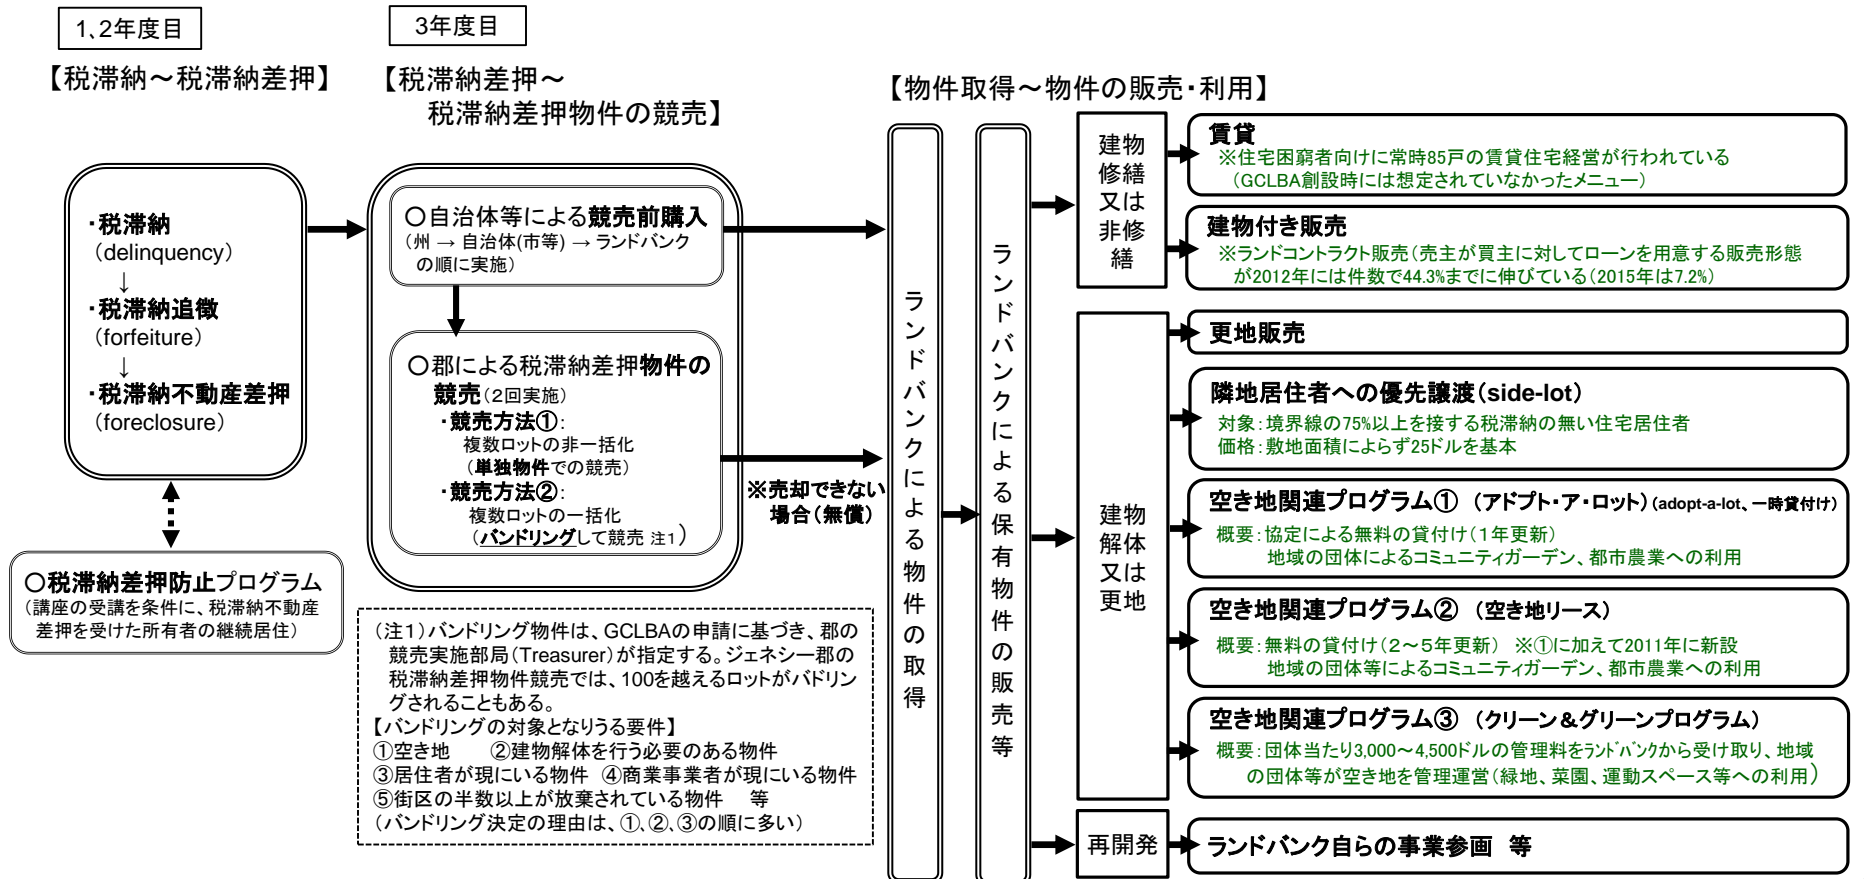 1､2年度目
【税滞納～税滞納差押】
・税滞納
(delinquency)
↓
・税滞納追徴
(forfeiture)
↓
・税滞納不動産差押
(foreclosure)
○税滞納差押防止プログラム
(講座の受講を条件に、税滞納不動産
差押を受けた所有者の継続居住)
3年度目
【税滞納差押～
税滞納差押物件の競売】
○自治体等による競売前購入
(州 → 自治体(市等) → ランドバンク
の順に実施)
○郡による税滞納差押物件の
競売(2回実施)
・競売方法①:
複数ロットの非一括化
(単独物件での競売)
・競売方法②:
複数ロットの一括化
(バンドリングして競売 注1)
※売却できない
場合(無償)
(注1)バンドリング物件は、GCLBAの申請に基づき、郡の
競売実施部局(Treasurer)が指定する。ジェネシー郡の
税滞納差押物件競売では、100を越えるロットがバドリン
グされることもある。
【バンドリングの対象となりうる要件】
①空き地 ②建物解体を行う必要のある物件
③居住者が現にいる物件 ④商業事業者が現にいる物件
⑤街区の半数以上が放棄されている物件 等
(バンドリング決定の理由は、①、②、③の順に多い)
【物件取得～物件の販売・利用】
ランドバンクによる物件の取得
ランドバンクによる保有物件の販売等
建物
修繕
又は
非修
繕
賃貸
※住宅困窮者向けに常時85戸の賃貸住宅経営が行われている
(GCLBA創設時には想定されていなかったメニュー)
建物付き販売
※ランドコントラクト販売(売主が買主に対してローンを用意する販売形態
が2012年には件数で44.3%までに伸びている(2015年は7.2%)
建物
解体
又は
更地
更地販売
隣地居住者への優先譲渡(side-lot)
対象:境界線の75%以上を接する税滞納の無い住宅居住者
価格:敷地面積によらず25ドルを基本
空き地関連プログラム① (アドプト・ア・ロット)(adopt-a-lot、一時貸付け)
概要:協定による無料の貸付け(1年更新)
地域の団体によるコミュニティガーデン、都市農業への利用
空き地関連プログラム② (空き地リース)
概要:無料の貸付け(2～5年更新) ※①に加えて2011年に新設
地域の団体等によるコミュニティガーデン、都市農業への利用
空き地関連プログラム③ (クリーン&グリーンプログラム)
概要:団体当たり3,000～4,500ドルの管理料をﾗﾝﾄﾞﾊﾞﾝｸから受け取り、地域
の団体等が空き地を管理運営(緑地、菜園、運動スペース等への利用)
再開発
ランドバンク自らの事業参画 等